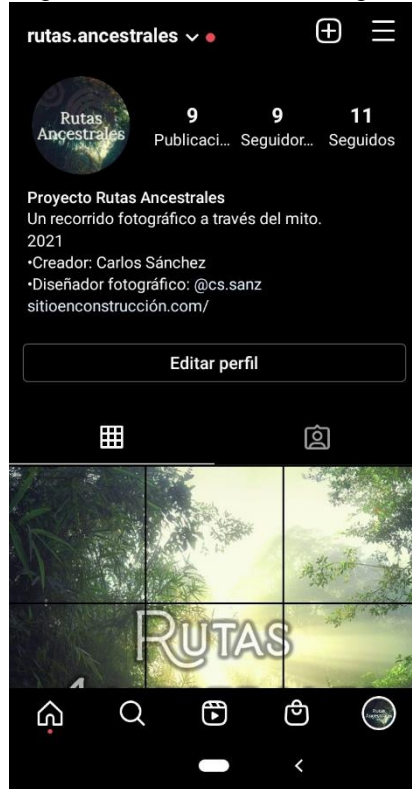 rutas.ancestrales
Rutas
Ancestrales
9
9
11
Publicaci...
Seguidor...
Seguidos
Proyecto Rutas Ancestrales
Un recorrido fotográfico a través del mito.
2021
•Creador: Carlos Sánchez
•Diseñador fotográfico: @cs.sanz
sitioenconstrucción.com/
Editar perfil
RUTAS